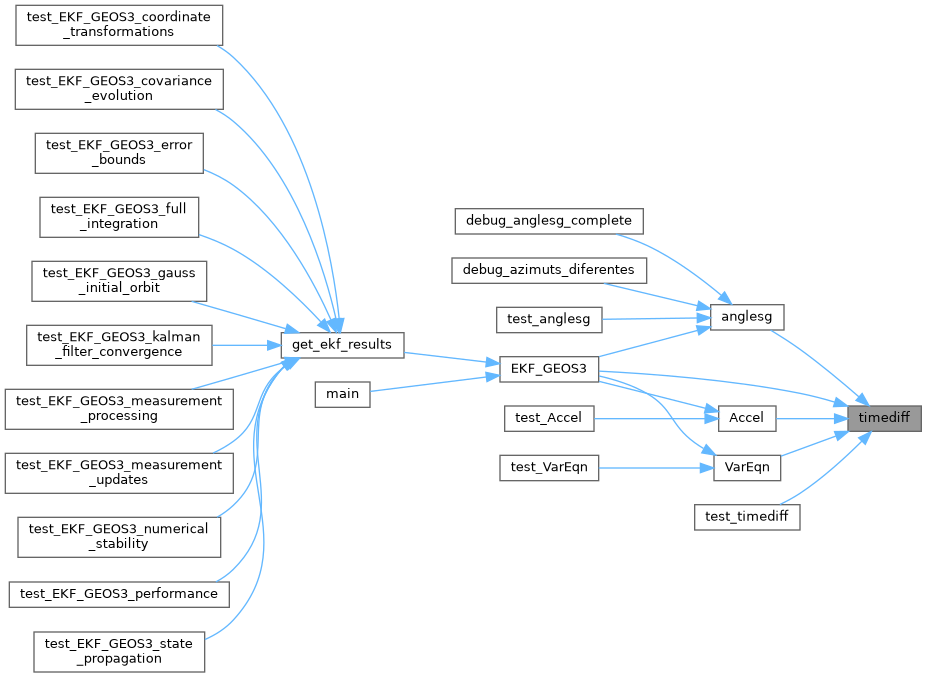 test_EKF_GEOS3_coordinate
_transformations
test_EKF_GEOS3_covariance
_evolution
test_EKF_GEOS3_error
_bounds
test_EKF_GEOS3_full
_integration
test_EKF_GEOS3_gauss
_initial_orbit
test_EKF_GEOS3_kalman
_filter_convergence
test_EKF_GEOS3_measurement
_processing
test_EKF_GEOS3_measurement
_updates
test_EKF_GEOS3_numerical
_stability
test_EKF_GEOS3_performance
test_EKF_GEOS3_state
_propagation
get_ekf_results
main
debug_anglesg_complete
debug_azimuts_diferentes
test_anglesg
EKF_GEOS3
test_Accel
test_VarEqn
anglesg
Accel
VarEqn
test_timediff
timediff